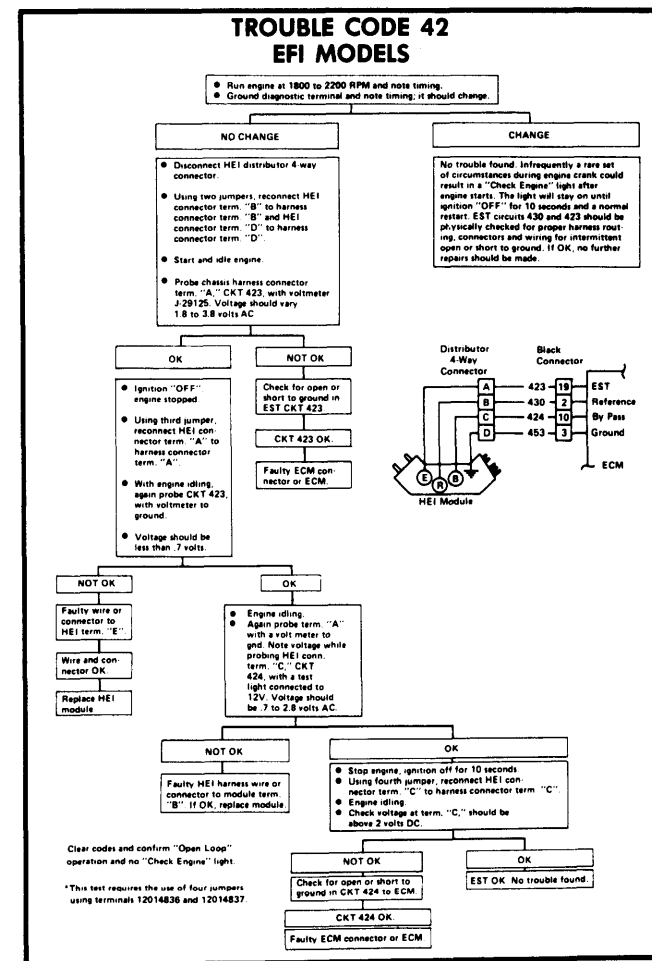 TROUBLE CODE 42
EFI MODELS
● Run engine at 1800 to 2200 RPM and note timing.
● Ground diagnostic terminal and note timing; it should change.
NO CHANGE
● Disconnect HEI distributor 4-way
connector.
● Using two jumpers, reconnect HEI
connector term. "B" to harness
connector term. "B" and HEI
connector term. "D" to harness
connector term. "D".
● Start and idle engine.
● Probe chassis harness connector
term. "A," CKT 423, with voltmeter
J-29125. Voltage should vary
1.8 to 3.8 volts AC
CHANGE
No trouble found. Infrequently a rare set
of circumstances during engine crank could
result in a "Check Engine" light after
engine starts. The light will stay on until
ignition "OFF" for 10 seconds and a normal
restart. EST circuits 430 and 423 should be
physically checked for proper harness rout-
ing, connectors and wiring for intermittent
open or short to ground. If OK, no further
repairs should be made.
OK
● Ignition "OFF"
engine stopped.
● Using third jumper,
reconnect HEI con-
nector term. "A" to
harness connector
term. "A".
● With engine idling,
again probe CKT 423,
with voltmeter to
ground.
● Voltage should be
less than .7 volts.
NOT OK
Check for open or
short to ground in
EST CKT 423
CKT 423 OK.
Faulty ECM con-
nector or ECM.
Distributor
4-Way
Connector
Black
Connector
A 423 19 EST
B 430 2 Reference
C 424 10 By Pass
D 453 3 Ground
ECM
E R B
HEI Module
NOT OK
Faulty wire or
connector to
HEI term. "E".
Wire and con-
nector OK.
Replace HEI
module
OK
● Engine idling.
● Again probe term. "A"
with a volt meter to
gnd. Note voltage while
probing HEI conn.
term. "C," CKT
424, with a test
light connected to
12V. Voltage should
be .7 to 2.8 volts AC.
NOT OK
Faulty HEI harness wire or
connector to module term.
"B". If OK, replace module.
OK
● Stop engine, ignition off for 10 seconds.
● Using fourth jumper, reconnect HEI con-
nector term. "C" to harness connector term "C".
● Engine idling.
● Check voltage at term. "C," should be
above 2 volts DC.
NOT OK
Check for open or short to
ground in CKT 424 to ECM.
CKT 424 OK.
Faulty ECM connector or ECM.
OK
EST OK No trouble found.
Clear codes and confirm "Open Loop"
operation and no "Check Engine" light.
*This test requires the use of four jumpers
using terminals 12014836 and 12014837.